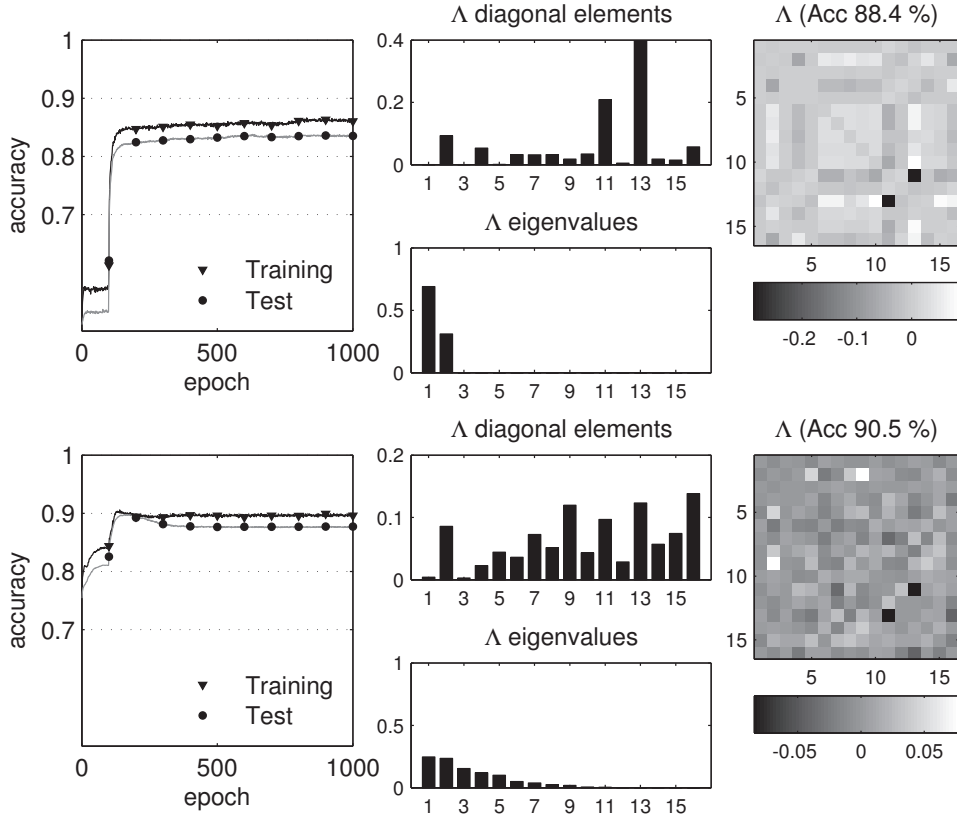 Λ diagonal elements
Λ (Acc 88.4 %)
1
0.9
0.8
0.7
accuracy
Training
Test
0 500 1000
epoch
0.4
0.2
0
1 3 5 7 9 11 13 15
Λ eigenvalues
1
0.5
0
1 3 5 7 9 11 13 15
5
10
15
5 10 15
-0.2 -0.1 0
Λ diagonal elements
Λ (Acc 90.5 %)
1
0.9
0.8
0.7
accuracy
Training
Test
0 500 1000
epoch
0.2
0.1
0
1 3 5 7 9 11 13 15
Λ eigenvalues
1
0.5
0
1 3 5 7 9 11 13 15
5
10
15
5 10 15
-0.05 0 0.05